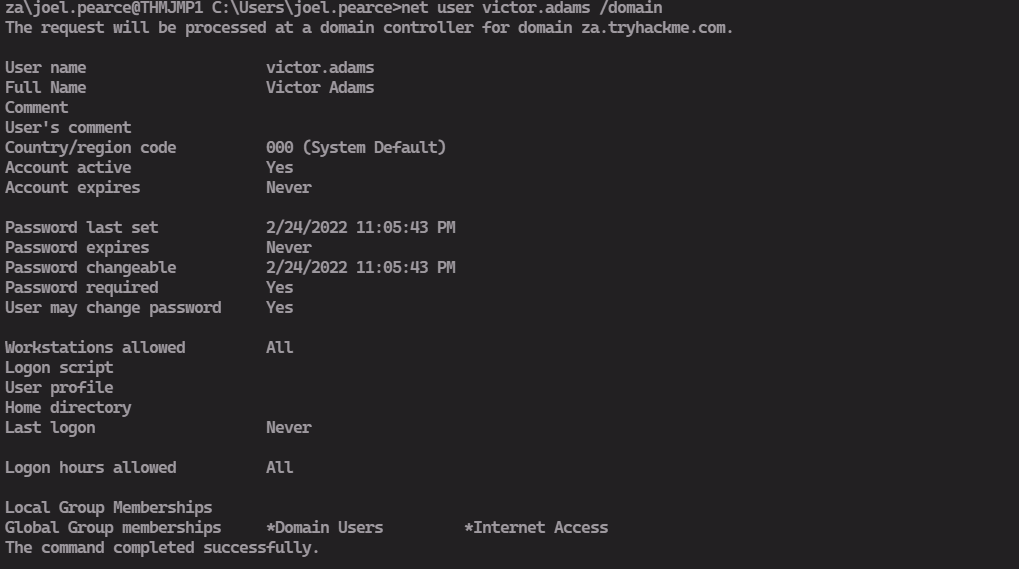 za\joel.pearce@THMJMP1 C:\Users\joel.pearce>net user victor.adams /domain
The request will be processed at a domain controller for domain za.tryhackme.com.
User name                    victor.adams
Full Name                    Victor Adams
Comment
User's comment
Country/region code          000 (System Default)
Account active               Yes
Account expires              Never
Password last set            2/24/2022 11:05:43 PM
Password expires             Never
Password changeable          2/24/2022 11:05:43 PM
Password required            Yes
User may change password     Yes
Workstations allowed         All
Logon script
User profile
Home directory
Last logon                   Never
Logon hours allowed          All
Local Group Memberships
Global Group memberships     *Domain Users         *Internet Access
The command completed successfully.